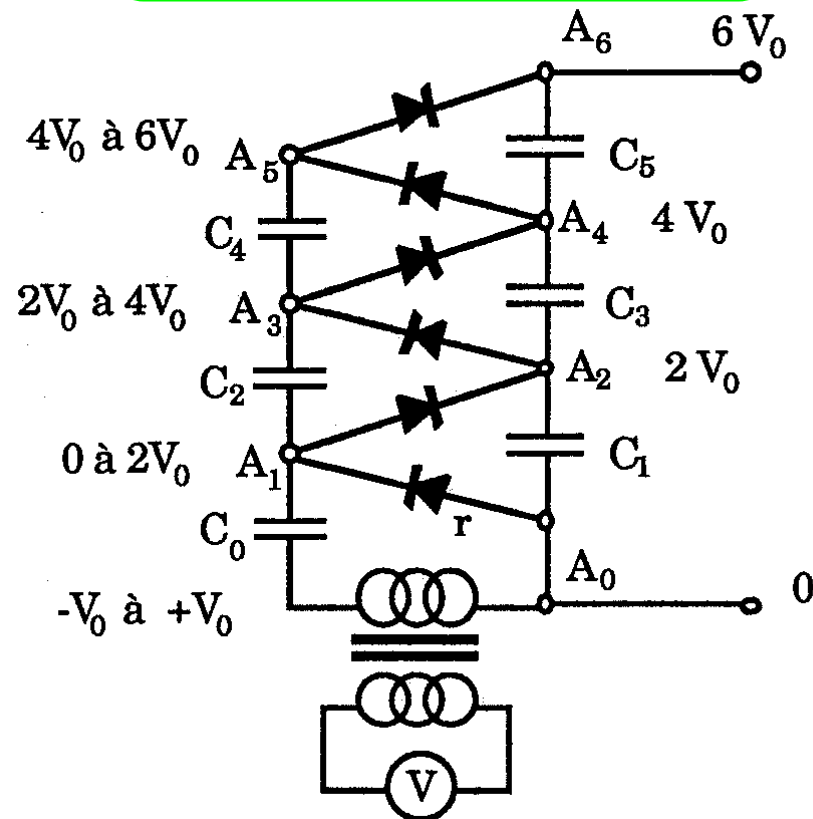 A₆ 6 V₀
4V₀ à 6V₀ A₅ C₅
C₄ A₄ 4 V₀
2V₀ à 4V₀ A₃ C₃
C₂ A₂ 2 V₀
0 à 2V₀ A₁ C₁
C₀ r
A₀ 0
-V₀ à +V₀
V